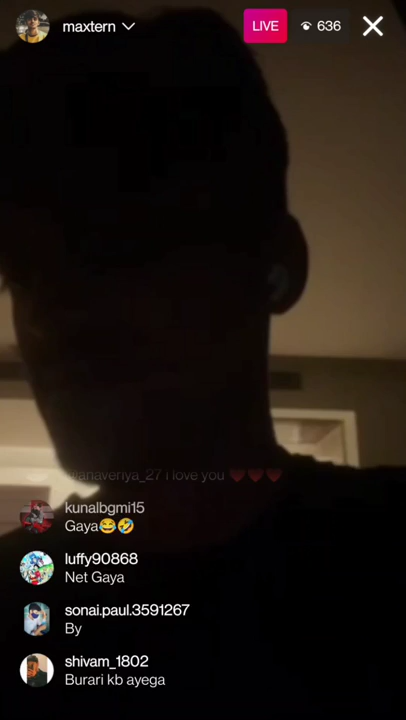 maxtern
LIVE
636
i love you ❤️❤️❤️
kunalbgmi15
Gaya😂🤣
luffy90868
Net Gaya
sonai.paul.3591267
By
shivam_1802
Burari kb ayega